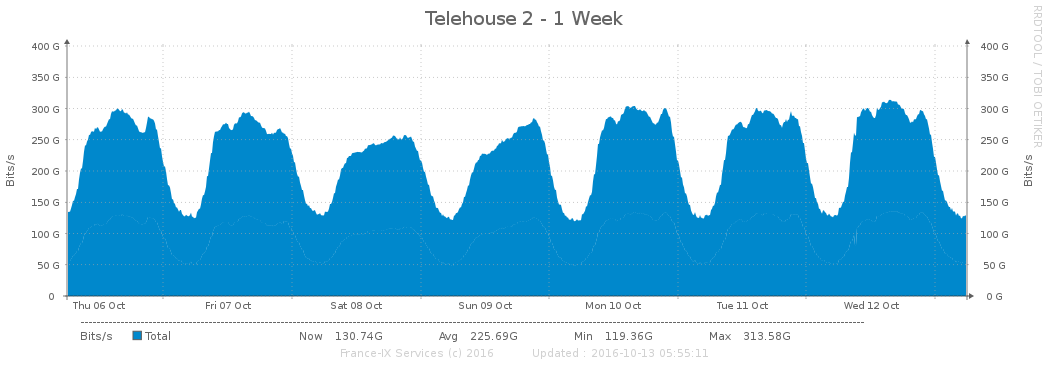 Telehouse 2 - 1 Week
RRDTOOL / TOBI OETIKER
400 G 400 G
350 G 350 G
300 G 300 G
250 G 250 G
200 G 200 G
150 G 150 G
100 G 100 G
50 G 50 G
0 0 G
Bits/s Bits/s
Thu 06 Oct Fri 07 Oct Sat 08 Oct Sun 09 Oct Mon 10 Oct Tue 11 Oct Wed 12 Oct
Bits/s Total Now 130.74G Avg 225.69G Min 119.36G Max 313.58G
France-IX Services (c) 2016 Updated : 2016-10-13 05:55:11